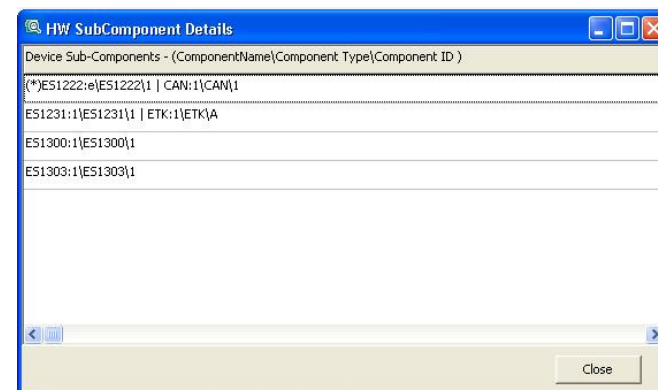 HW SubComponent Details
Device Sub-Components - (ComponentName\Component Type\Component ID )
(*)ES1222:e\ES1222\1 | CAN:1\CAN\1
ES1231:1\ES1231\1 | ETK:1\ETK\A
ES1300:1\ES1300\1
ES1303:1\ES1303\1
Close